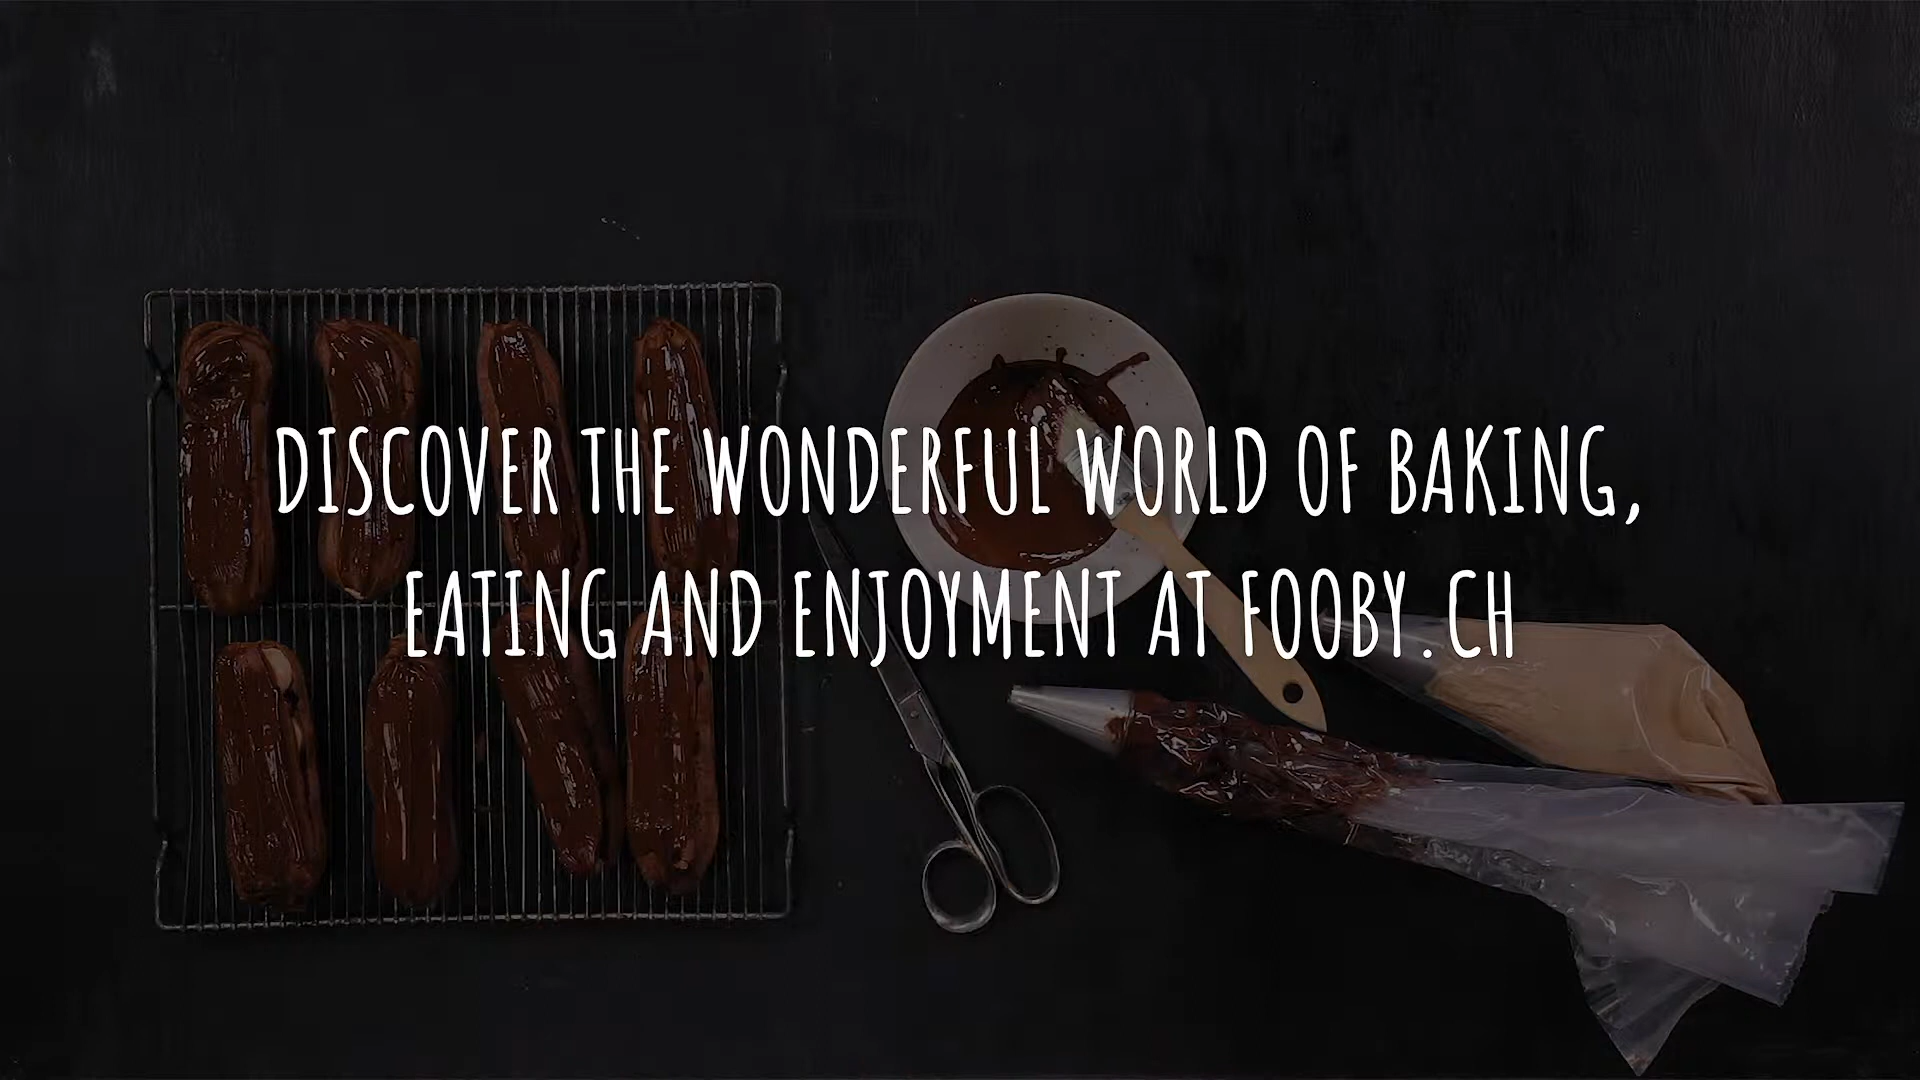 DISCOVER THE WONDERFUL WORLD OF BAKING,
EATING AND ENJOYMENT AT FOOBY.CH